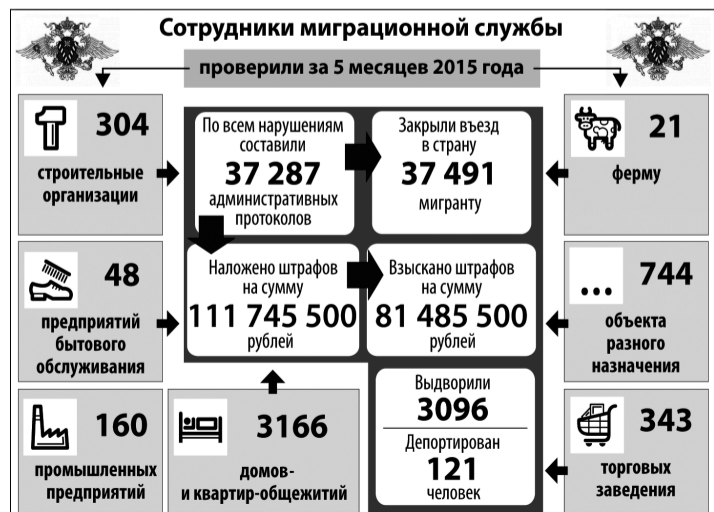 Сотрудники миграционной службы
проверили за 5 месяцев 2015 года
304
строительные
организации
По всем нарушениям
составили
37 287
административных
протоколов
Закрыли въезд
в страну
37 491
мигранту
21
ферму
48
предприятий
бытового
обслуживания
Наложено штрафов
на сумму
111 745 500
рублей
Взыскано штрафов
на сумму
81 485 500
рублей
...
744
объекта
разного
назначения
160
промышленных
предприятий
3166
домов-
и квартир-общежитий
Выдворили
3096
Депортирован
121
человек
343
торговых
заведения